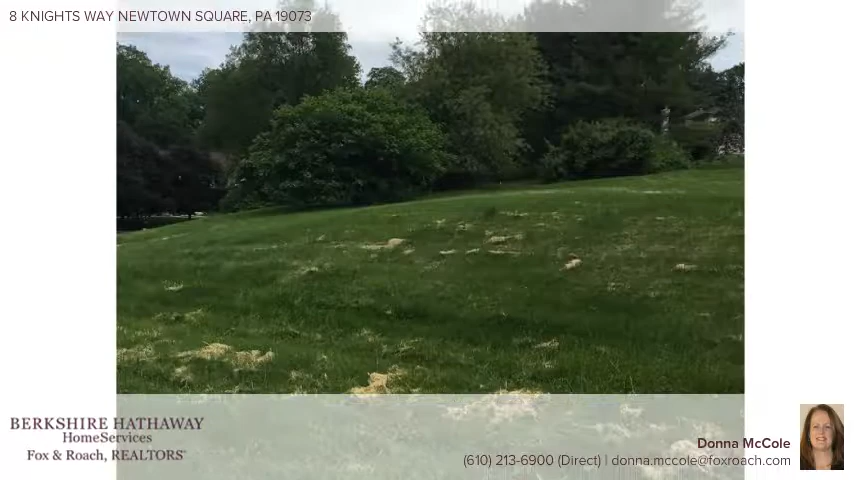 8 KNIGHTS WAY NEWTOWN SQUARE, PA 19073
BERKSHIRE HATHAWAY
HomeServices
Fox & Roach, REALTORS®
Donna McCole
(610) 213-6900 (Direct) | donna.mccole@foxroach.com